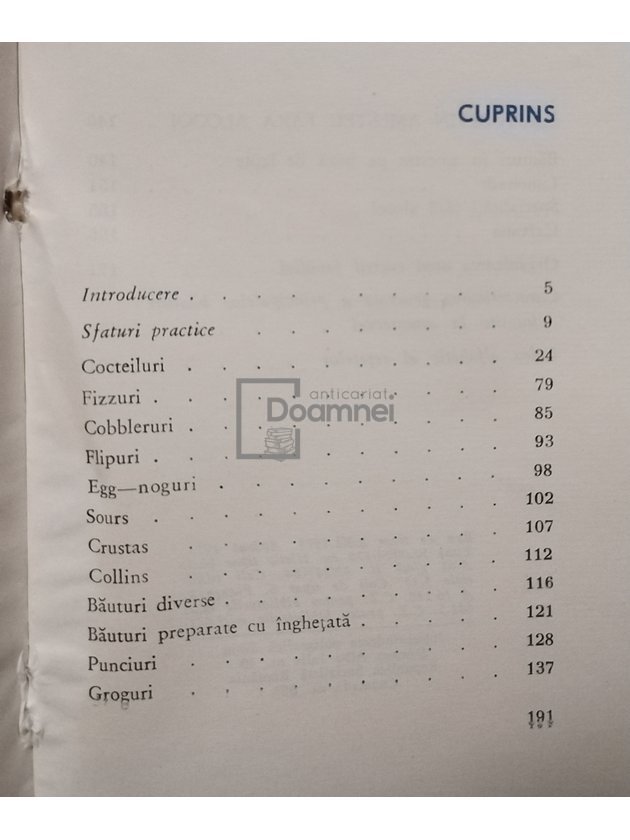 CUPRINS
Introducere . . . . . . . . . . 5
Sfaturi practice . . . . . . . . 9
Cocteiluri . . . . . . . . . . 24
Fizzuri . . . . . . . . . . . 79
Cobbleruri . . . . . . . . . . 85
Flipuri . . . . . . . . . . . 93
Egg—noguri . . . . . . . . . 98
Sours . . . . . . . . . . . 102
Crustas . . . . . . . . . . 107
Collins . . . . . . . . . . 112
Băuturi diverse . . . . . . . . 116
Băuturi preparate cu înghețată . . . . . 121
Punciuri . . . . . . . . . . 128
Groguri . . . . . . . . . . 137
191
anticariat
Doamnei